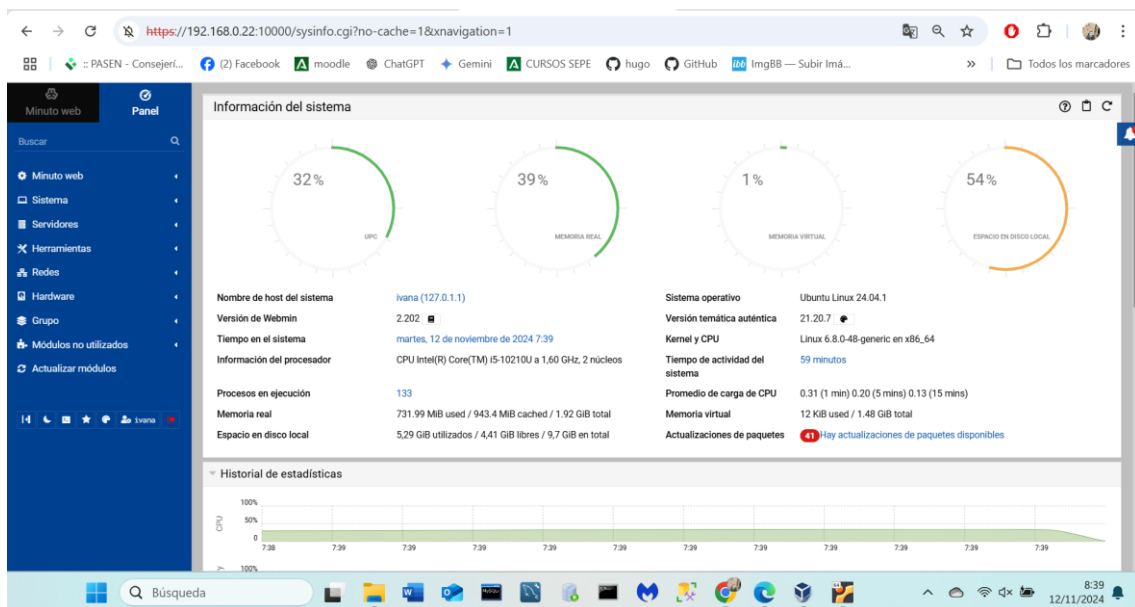 https://192.168.0.22:10000/sysinfo.cgi?no-cache=1&xnavigation=1
:: PASEN - Consejerí... (2) Facebook moodle ChatGPT Gemini CURSOS SEPE hugo GitHub ImgBB — Subir Imá... » Todos los marcadores
Minuto web Panel
Buscar
Minuto web
Sistema
Servidores
Herramientas
Redes
Hardware
Grupo
Módulos no utilizados
Actualizar módulos
ivana
Información del sistema
32% 39% 1% 54%
UPC MEMORIA REAL MEMORIA VIRTUAL ESPACIO EN DISCO LOCAL
Nombre de host del sistema ivana (127.0.1.1) Sistema operativo Ubuntu Linux 24.04.1
Versión de Webmin 2.202 Versión temática auténtica 21.20.7
Tiempo en el sistema martes, 12 de noviembre de 2024 7:39 Kernel y CPU Linux 6.8.0-48-generic en x86_64
Información del procesador CPU Intel(R) Core(TM) i5-10210U a 1,60 GHz, 2 núcleos Tiempo de actividad del 59 minutos
sistema
Procesos en ejecución 133 Promedio de carga de CPU 0.31 (1 min) 0.20 (5 mins) 0.13 (15 mins)
Memoria real 731.99 MiB used / 943.4 MiB cached / 1.92 GiB total Memoria virtual 12 KiB used / 1.48 GiB total
Espacio en disco local 5,29 GiB utilizados / 4,41 GiB libres / 9,7 GiB en total Actualizaciones de paquetes 41 Hay actualizaciones de paquetes disponibles
Historial de estadísticas
100%
CPU 50%
0
7:38 7:39 7:39 7:39 7:39 7:39 7:39 7:39 7:39 7:39 7:39 7:39
100%
Búsqueda
8:39
12/11/2024